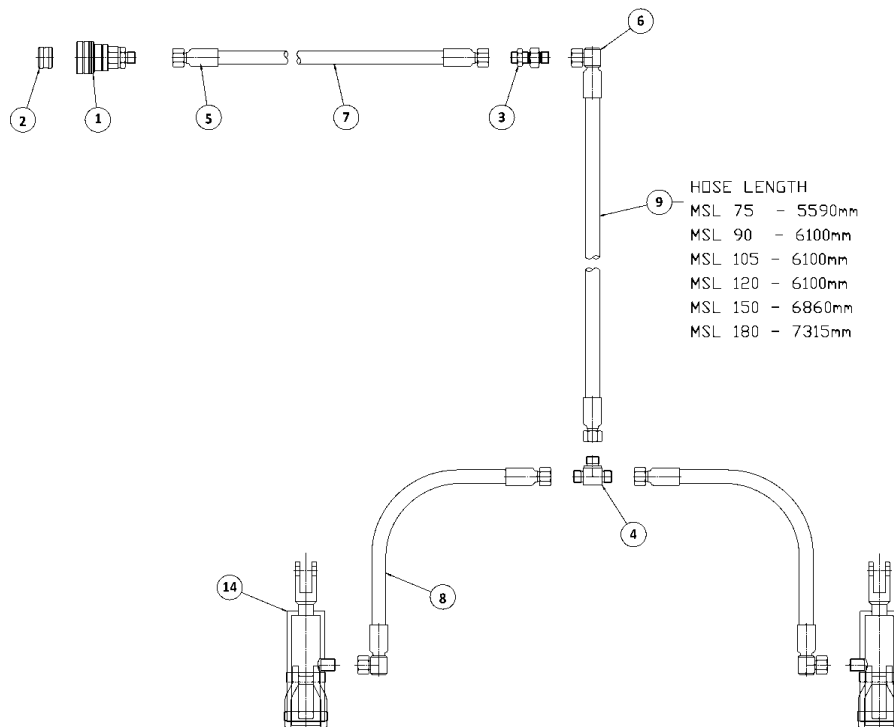 6
2
1
5
7
3
9
HOSE LENGTH
MSL 75 - 5590mm
MSL 90 - 6100mm
MSL 105 - 6100mm
MSL 120 - 6100mm
MSL 150 - 6860mm
MSL 180 - 7315mm
4
14
8